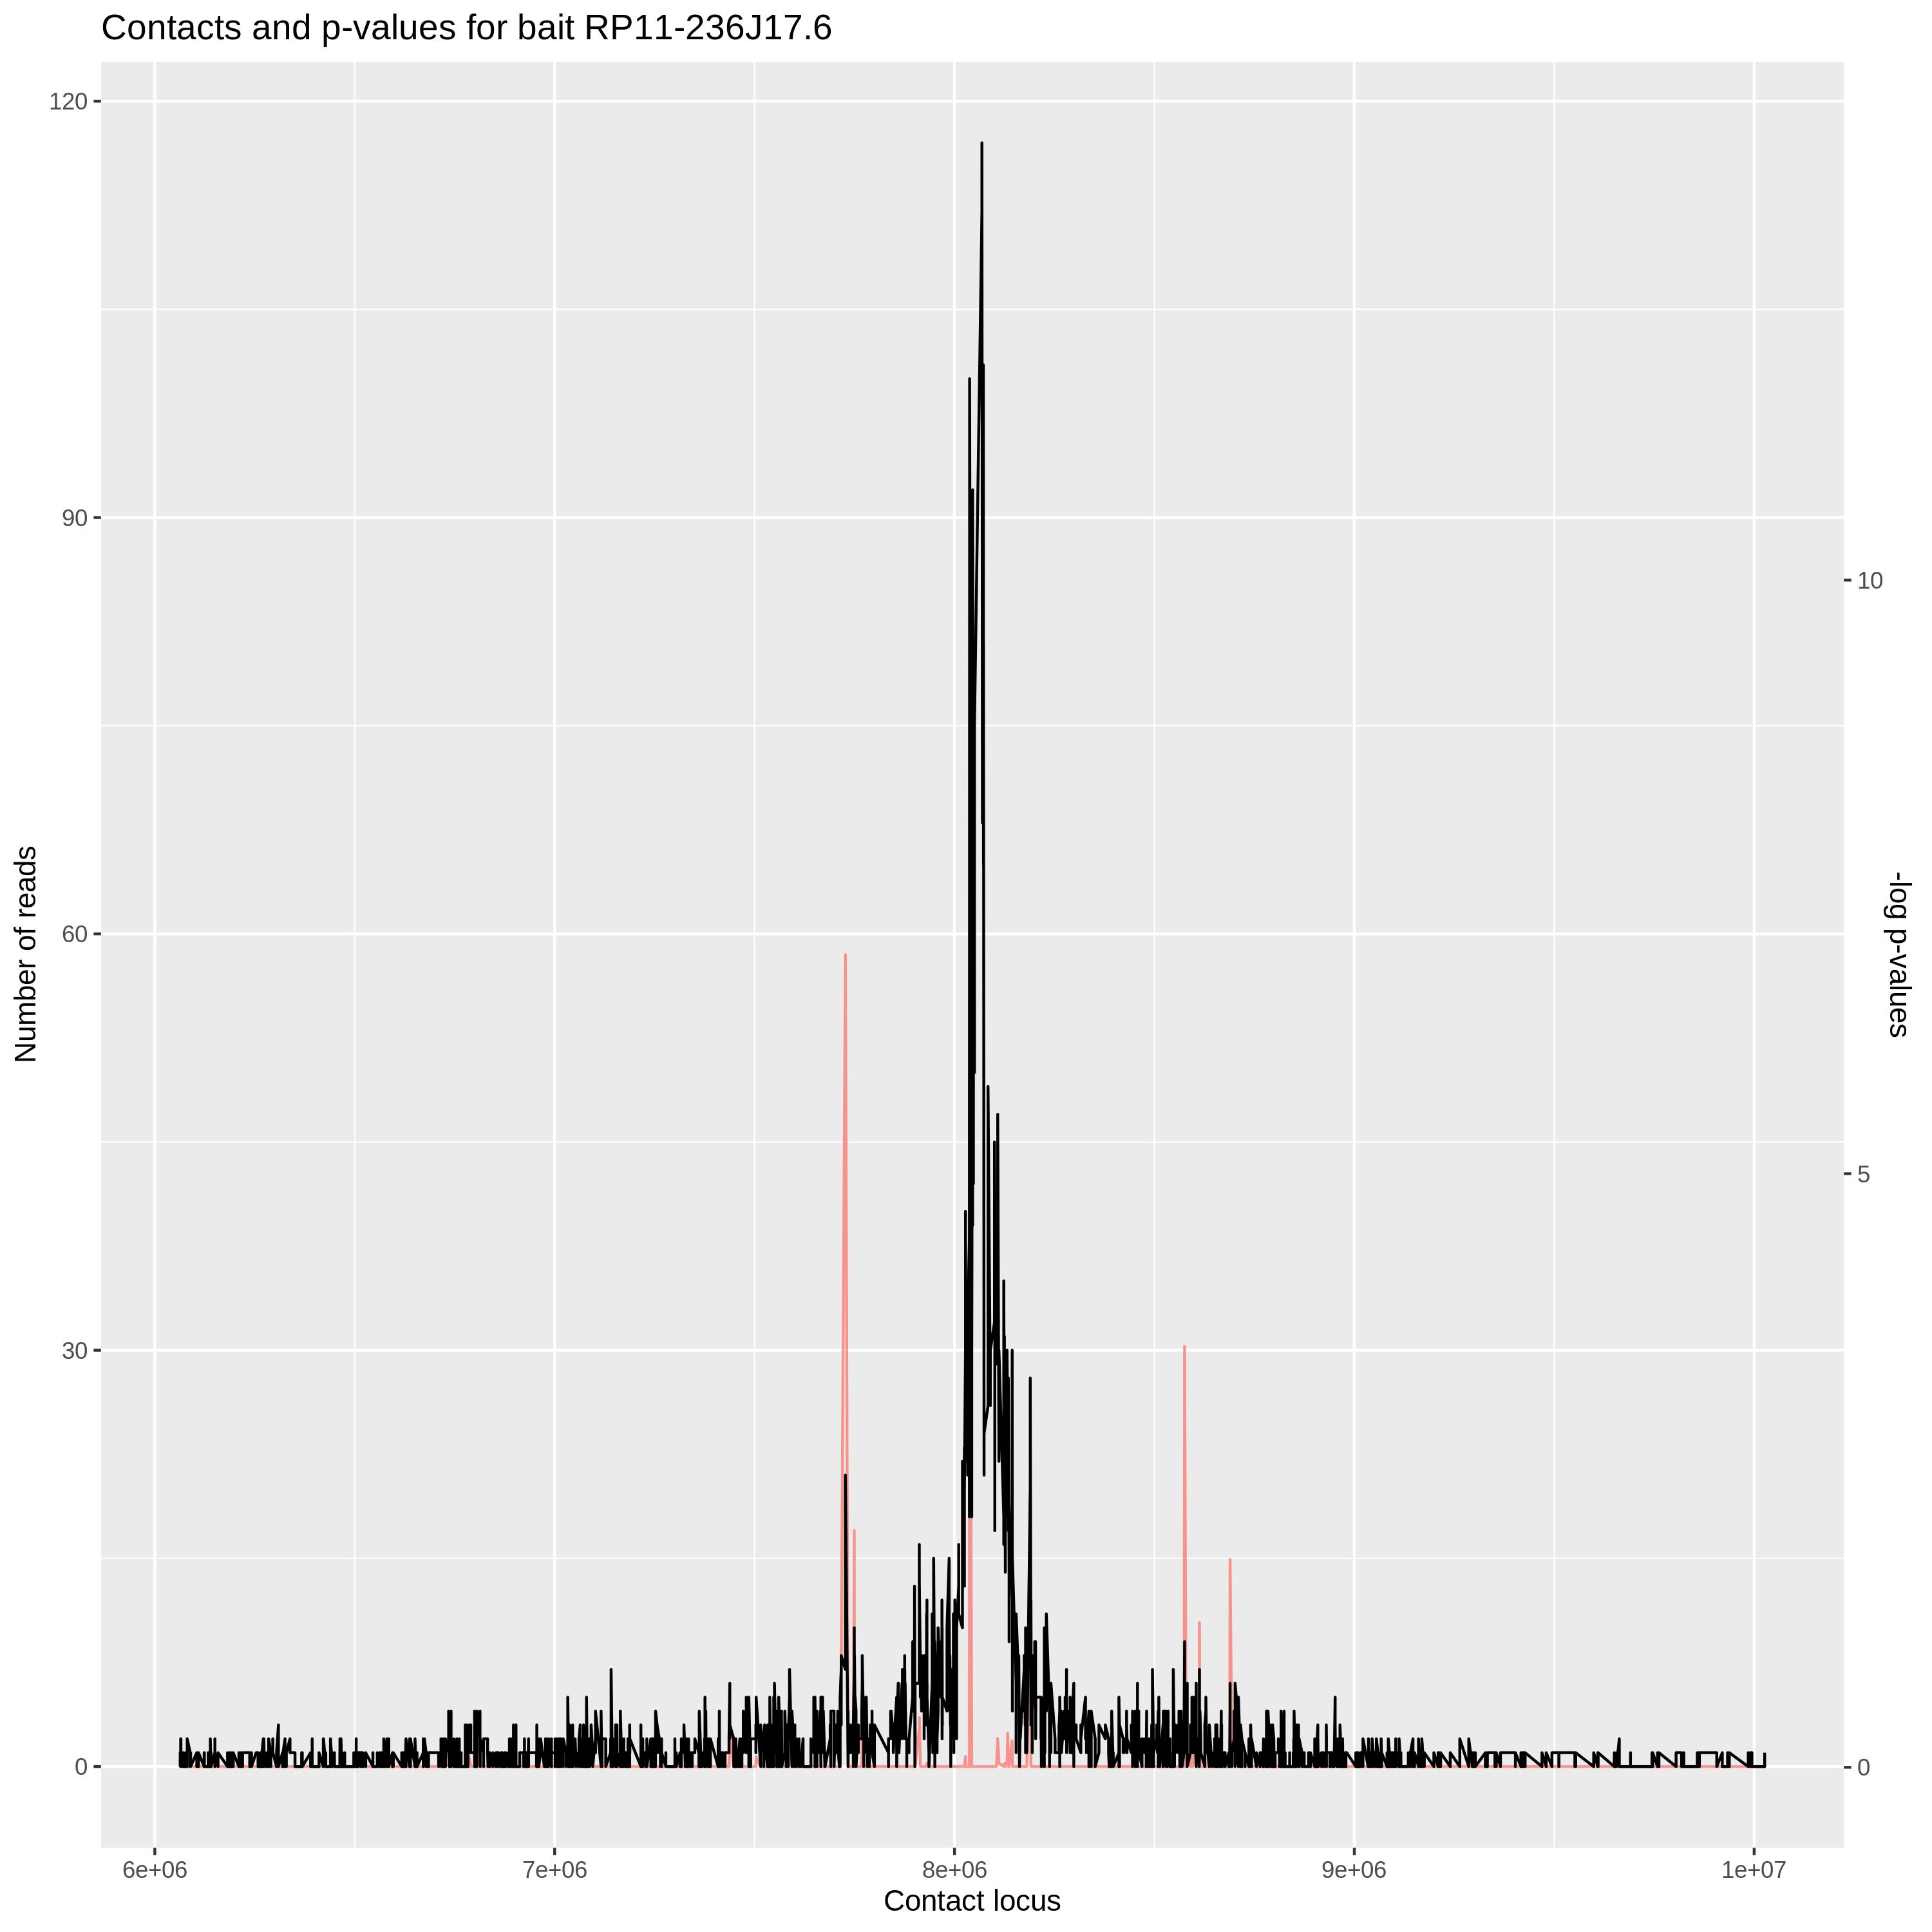 Contacts and p-values for bait RP11-236J17.6
120
90
60
30
0
Number of reads
10
5
0
-log p-values
6e+06
7e+06
8e+06
9e+06
1e+07
Contact locus